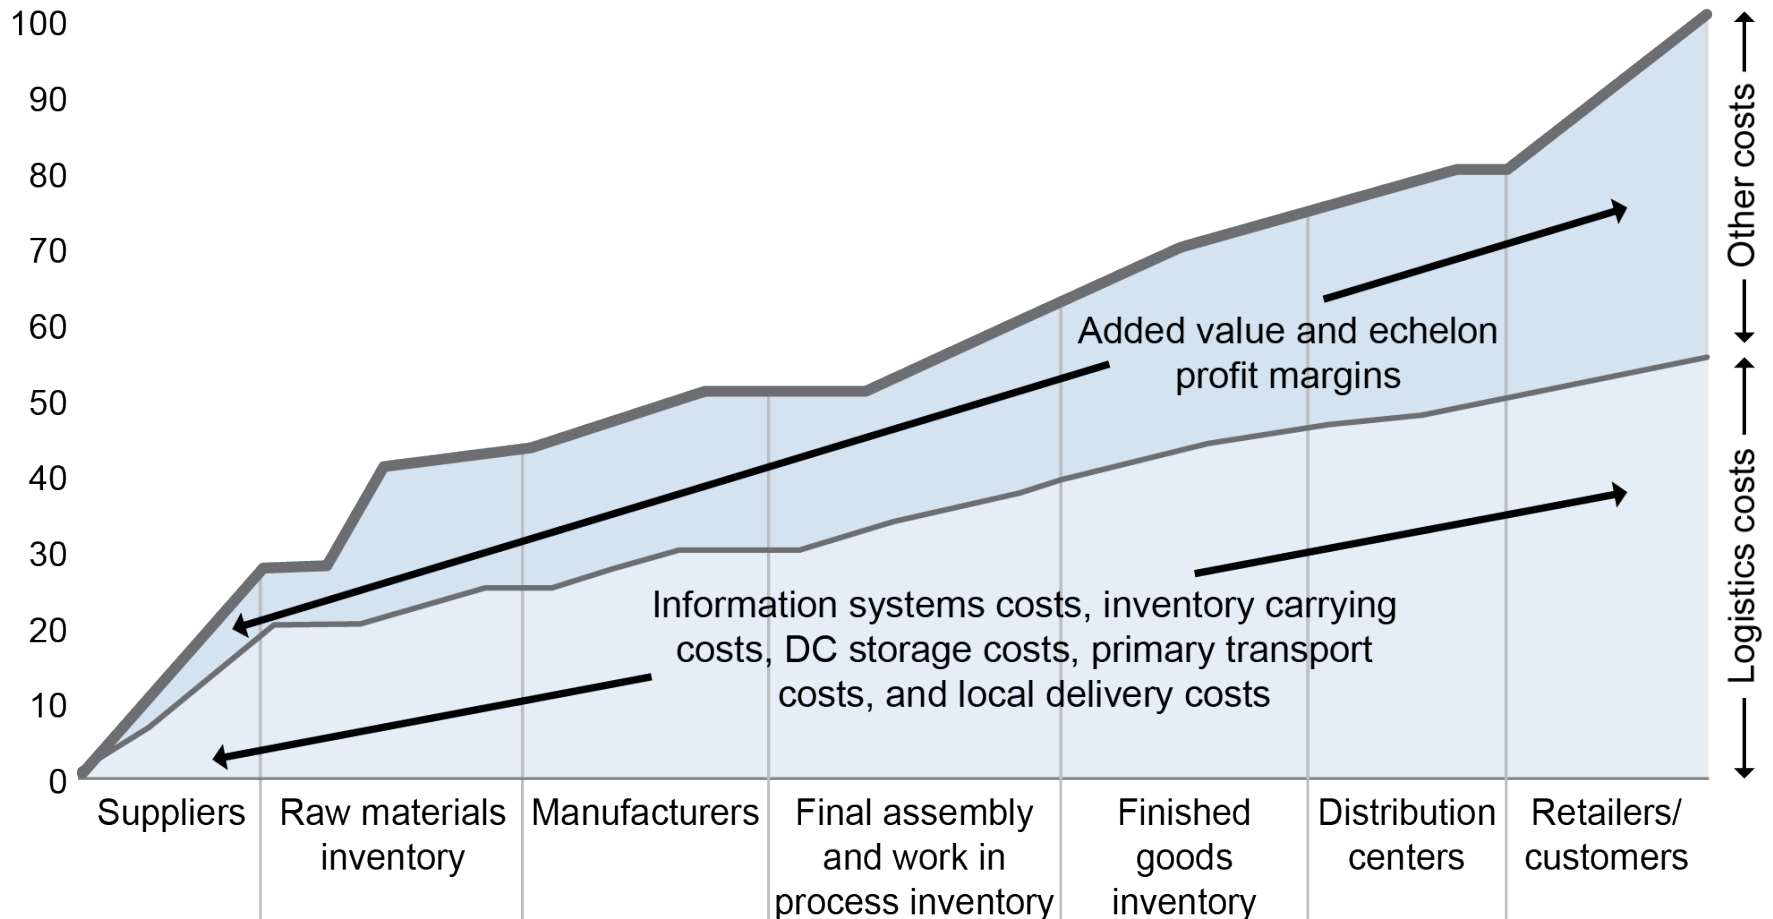 100
90
80
70
60
50
40
30
20
10
0
Other costs
Logistics costs
Added value and echelon
profit margins
Information systems costs, inventory carrying
costs, DC storage costs, primary transport
costs, and local delivery costs
Suppliers
Raw materials
inventory
Manufacturers
Final assembly
and work in
process inventory
Finished
goods
inventory
Distribution
centers
Retailers/
customers